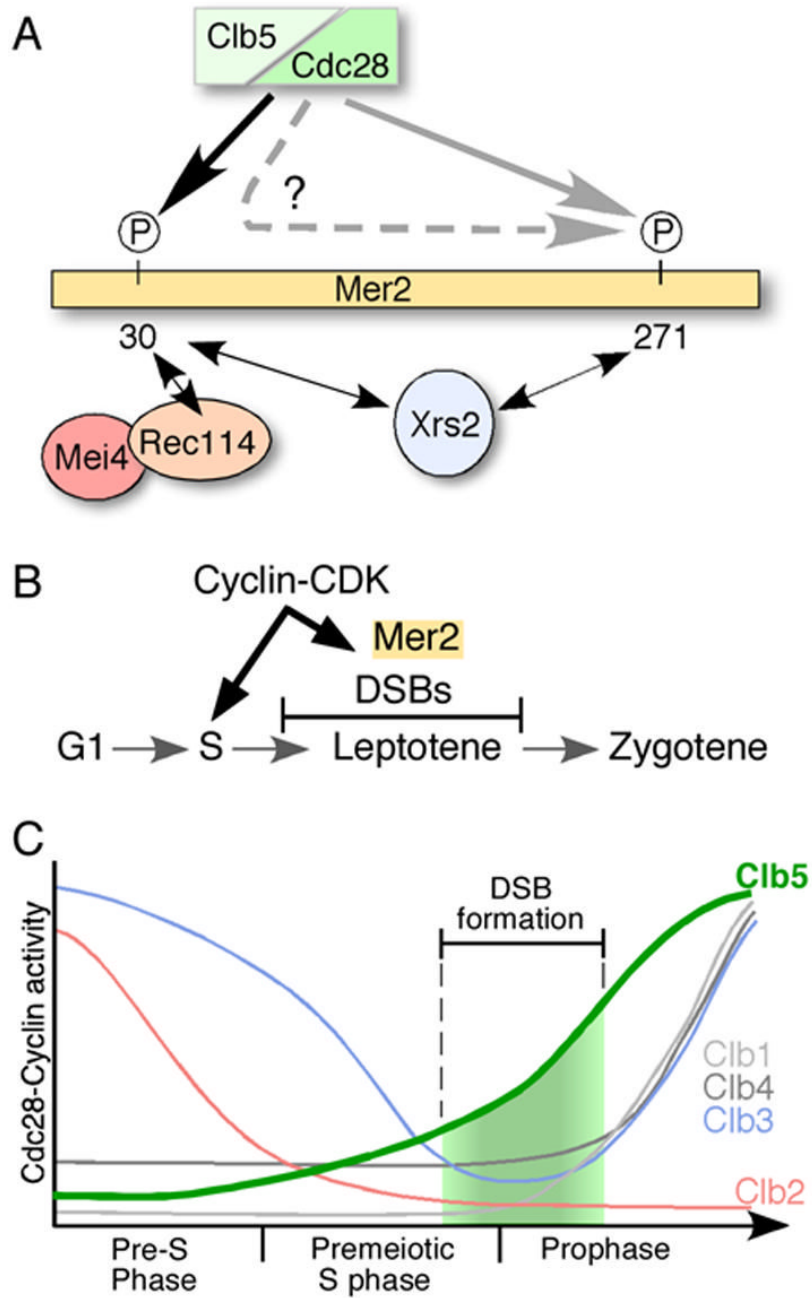 A
Clb5
Cdc28
?
P
P
Mer2
30
271
Mei4
Rec114
Xrs2
B
Cyclin-CDK
Mer2
DSBs
G1
S
Leptotene
Zygotene
C
Cdc28-Cyclin activity
DSB
formation
Clb5
Clb1
Clb4
Clb3
Clb2
Pre-S
Phase
Premeiotic
S phase
Prophase